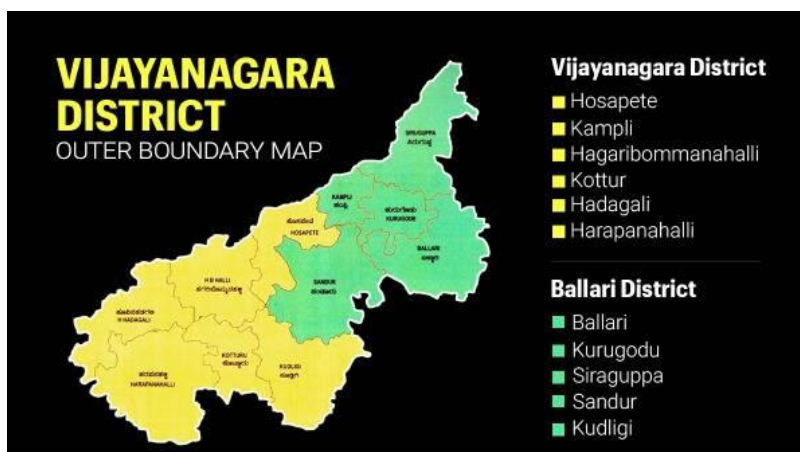 VIJAYANAGARA
DISTRICT
OUTER BOUNDARY MAP
SIRUGUPPA
KAMPLI
KURUGODE
HOSAPETE
BALLARI
SANDUR
H B HALLI
H HADAGALI
KOTTURU
KUDLIGI
HARAPANAHALLI
Vijayanagara District
Hosapete
Kampli
Hagaribommanahalli
Kottur
Hadagali
Harapanahalli
Ballari District
Ballari
Kurugodu
Siraguppa
Sandur
Kudligi